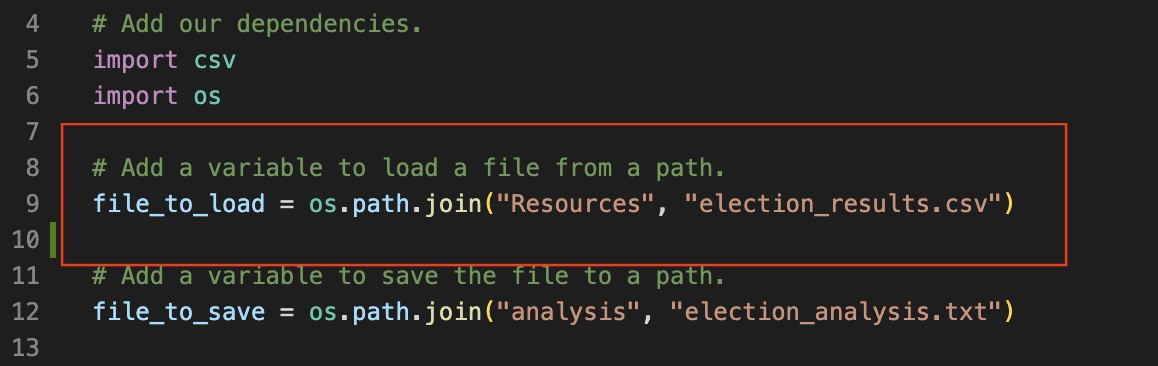 4 # Add our dependencies.
5 import csv
6 import os
7
8 # Add a variable to load a file from a path.
9 file_to_load = os.path.join("Resources", "election_results.csv")
10
11 # Add a variable to save the file to a path.
12 file_to_save = os.path.join("analysis", "election_analysis.txt")
13